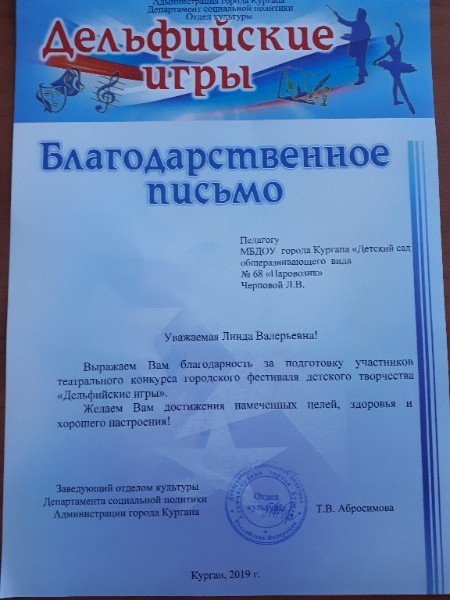 Администрация города Кургана
Департамент социальной политики
Отдел культуры
Дельфийские
игры
Благодарственное
письмо
Педагогу
МБДОУ города Кургана «Детский сад
общеразвивающего вида
№ 68 «Паровозик»
Черповой Л.В.
Уважаемая Линда Валерьевна!
Выражаем Вам благодарность за подготовку участников
театрального конкурса городского фестиваля детского творчества
«Дельфийские игры».
Желаем Вам достижения намеченных целей, здоровья и
хорошего настроения!
Заведующий отделом культуры
Департамента социальной политики
Администрации города Кургана
Отдел
культуры
Т.В. Абросимова
Курган, 2019 г.